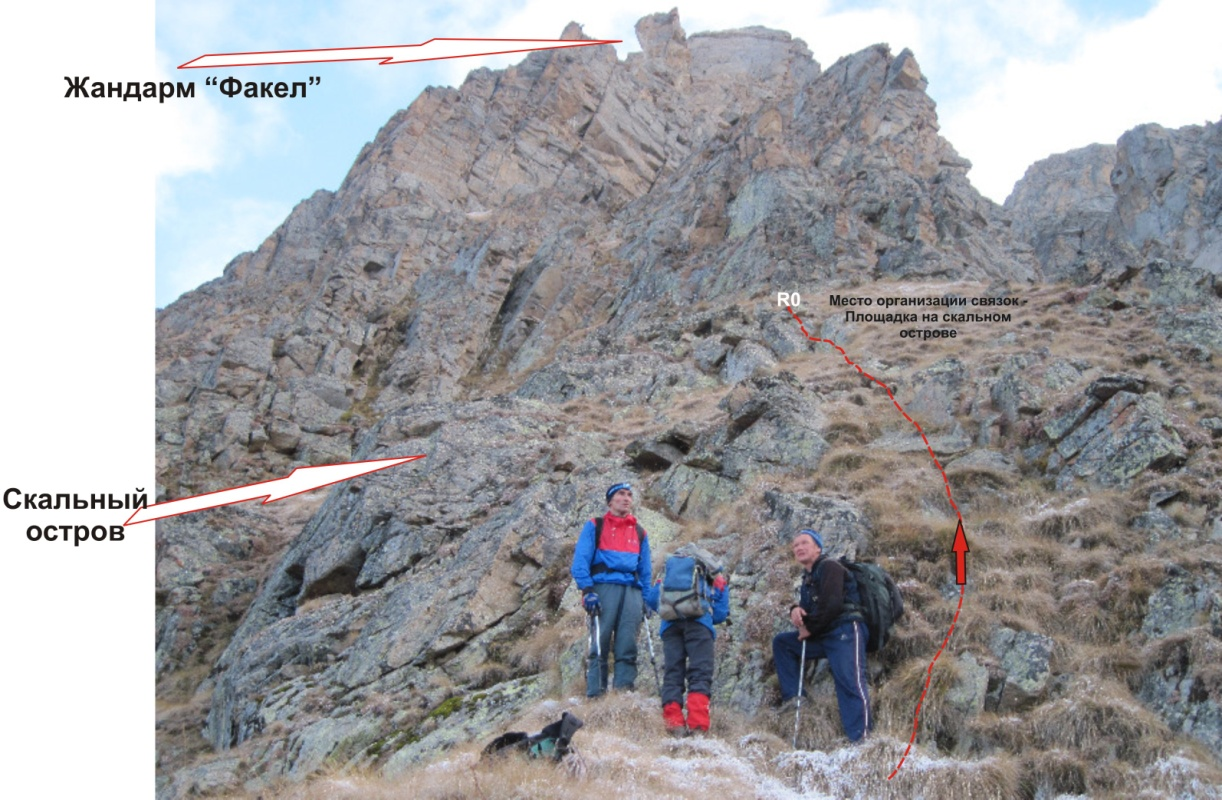 Жандарм “Факел”
R0
Место организации связок -
Площадка на скальном
острове
Скальный
остров